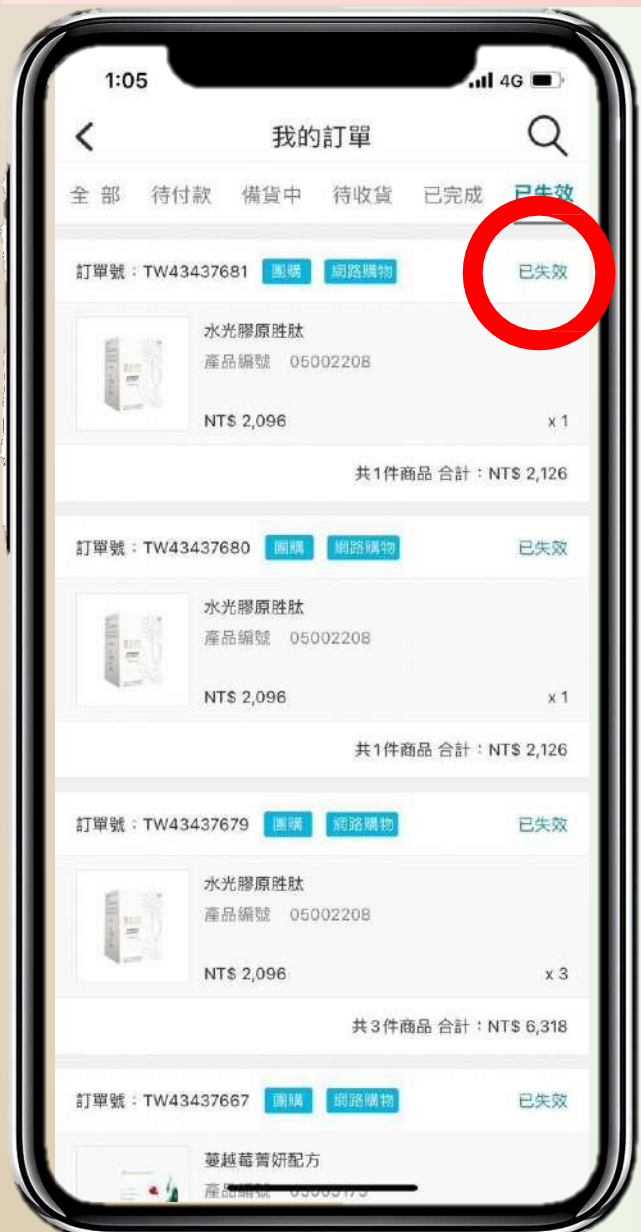 1:05
4G
我的訂單
全 部 待付款 備貨中 待收貨 已完成 已失效
訂單號：TW43437681 團購 網路購物 已失效
水光膠原胜肽
產品編號 05002208
NT$ 2,096 x 1
共1件商品 合計：NT$ 2,126
訂單號：TW43437680 團購 網路購物 已失效
水光膠原胜肽
產品編號 05002208
NT$ 2,096 x 1
共1件商品 合計：NT$ 2,126
訂單號：TW43437679 團購 網路購物 已失效
水光膠原胜肽
產品編號 05002208
NT$ 2,096 x 3
共3件商品 合計：NT$ 6,318
訂單號：TW43437667 團購 網路購物 已失效
蔓越莓菁妍配方
產品編號